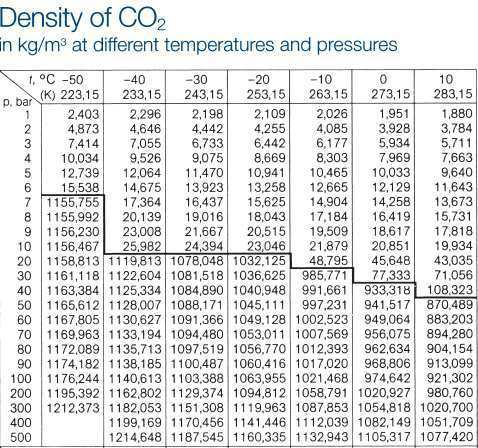 Density of CO2
in kg/m³ at different temperatures and pressures
t, °C -50 -40 -30 -20 -10 0 10
p, bar (K) 223,15 233,15 243,15 253,15 263,15 273,15 283,15
1 2,403 2,296 2,198 2,109 2,026 1,951 1,880
2 4,873 4,646 4,442 4,255 4,085 3,928 3,784
3 7,414 7,055 6,733 6,442 6,177 5,934 5,711
4 10,034 9,526 9,075 8,669 8,303 7,969 7,663
5 12,739 12,064 11,470 10,941 10,465 10,033 9,640
6 15,538 14,675 13,923 13,258 12,665 12,129 11,643
7 1155,755 17,364 16,437 15,625 14,904 14,258 13,673
8 1155,992 20,139 19,016 18,043 17,184 16,419 15,731
9 1156,230 23,008 21,667 20,515 19,509 18,617 17,818
10 1156,467 25,982 24,394 23,046 21,879 20,851 19,934
20 1158,813 1119,813 1078,048 1032,125 48,795 45,648 43,035
30 1161,118 1122,604 1081,518 1036,625 985,771 77,333 71,056
40 1163,384 1125,334 1084,890 1040,948 991,661 933,318 108,323
50 1165,612 1128,007 1088,171 1045,111 997,231 941,517 870,489
60 1167,805 1130,627 1091,366 1049,128 1002,523 949,064 883,203
70 1169,963 1133,194 1094,480 1053,011 1007,569 956,075 894,280
80 1172,089 1135,713 1097,519 1056,770 1012,393 962,634 904,154
90 1174,182 1138,185 1100,487 1060,416 1017,020 968,806 913,099
100 1176,244 1140,613 1103,388 1063,955 1021,468 974,642 921,302
200 1195,392 1162,802 1129,374 1094,812 1058,791 1020,927 980,760
300 1212,373 1182,053 1151,308 1119,963 1087,853 1054,818 1020,700
400 1199,169 1170,456 1141,446 1112,039 1082,149 1051,709
500 1214,648 1187,545 1160,335 1132,943 1105,315 1077,420